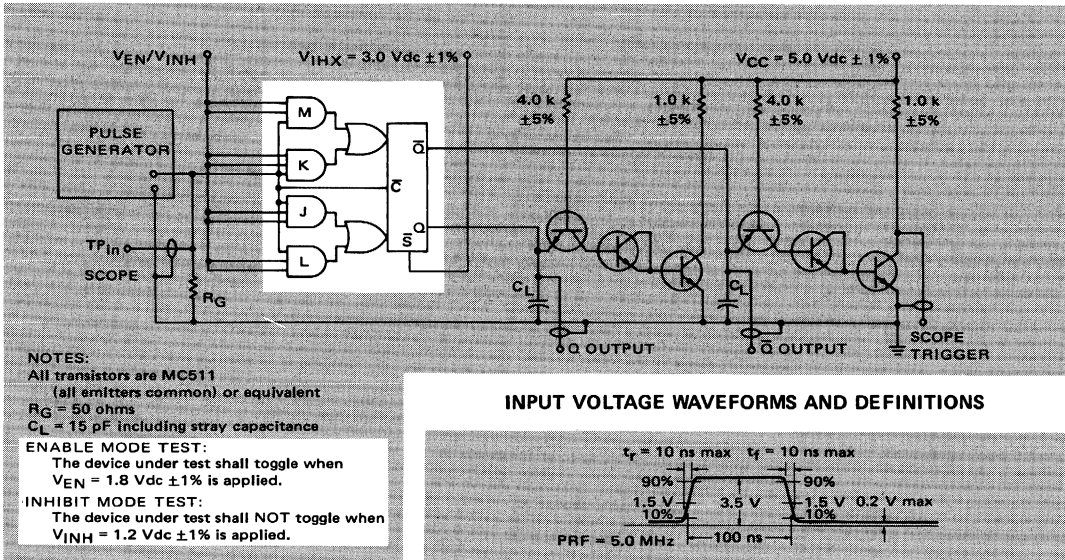 VEN/VINH
VIHX = 3.0 Vdc ±1%
VCC = 5.0 Vdc ± 1%
PULSE
GENERATOR
M
K
J
L
Q̅
C̅
Q
S̅
4.0 k
±5%
1.0 k
±5%
4.0 k
±5%
1.0 k
±5%
TPin
SCOPE
RG
CL
CL
Q OUTPUT
Q̅ OUTPUT
SCOPE
TRIGGER
NOTES:
All transistors are MC511
(all emitters common) or equivalent
RG = 50 ohms
CL = 15 pF including stray capacitance
ENABLE MODE TEST:
The device under test shall toggle when
VEN = 1.8 Vdc ±1% is applied.
INHIBIT MODE TEST:
The device under test shall NOT toggle when
VINH = 1.2 Vdc ±1% is applied.
INPUT VOLTAGE WAVEFORMS AND DEFINITIONS
tr = 10 ns max
tf = 10 ns max
90%
90%
1.5 V
3.5 V
1.5 V
0.2 V max
10%
10%
PRF = 5.0 MHz
100 ns